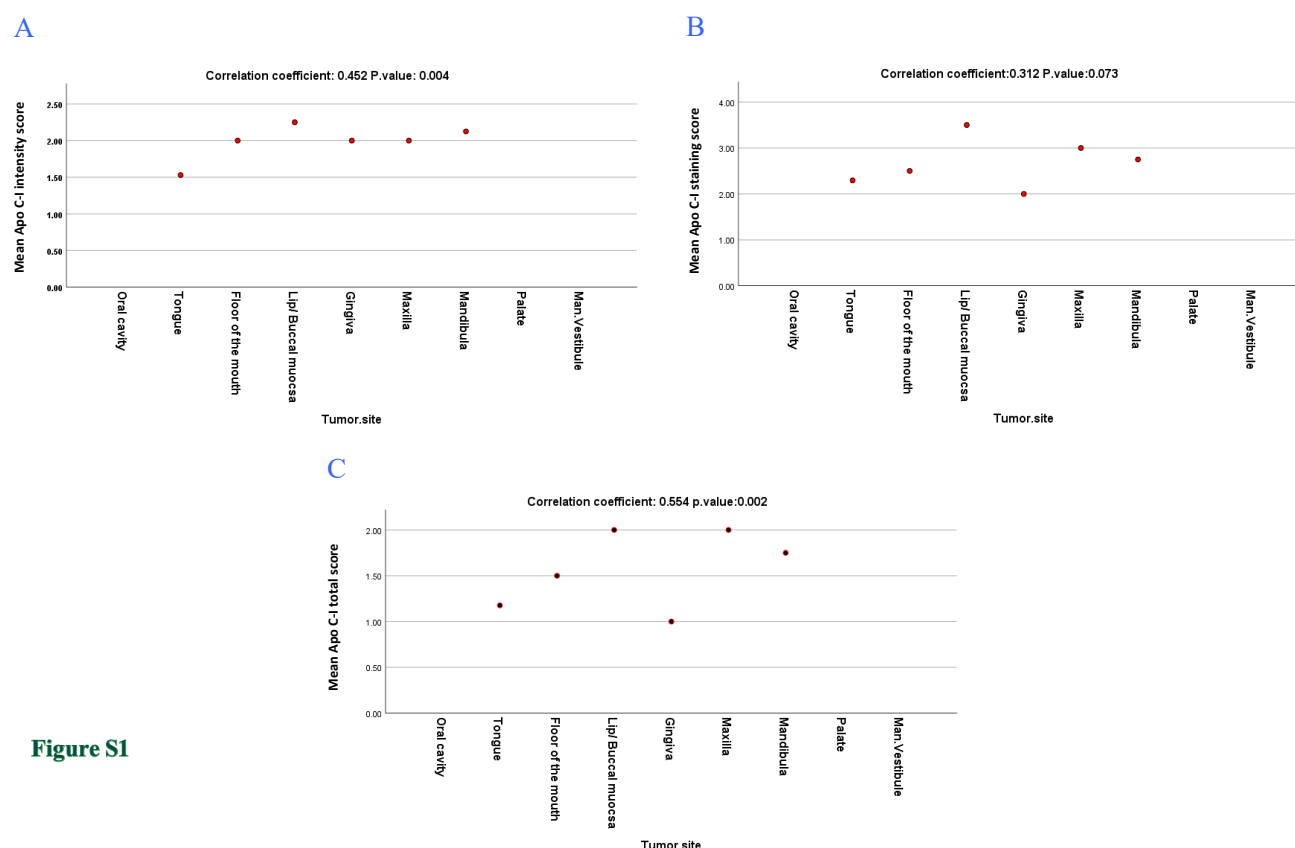 A
Correlation coefficient: 0.452 P.value: 0.004
Mean Apo C-I intensity score
2.50
2.00
1.50
1.00
0.50
0.00
Oral cavity
Tongue
Floor of the mouth
Lip/ Buccal muocsa
Gingiva
Maxilla
Mandibula
Palate
Man.Vestibule
Tumor.site
B
Correlation coefficient:0.312 P.value:0.073
Mean Apo C-I staining score
4.00
3.00
2.00
1.00
0.00
Oral cavity
Tongue
Floor of the mouth
Lip/ Buccal muocsa
Gingiva
Maxilla
Mandibula
Palate
Man.Vestibule
Tumor.site
C
Correlation coefficient: 0.554 p.value:0.002
Mean Apo C-I total score
2.00
1.50
1.00
0.50
0.00
Oral cavity
Tongue
Floor of the mouth
Lip/ Buccal muocsa
Gingiva
Maxilla
Mandibula
Palate
Man.Vestibule
Tumor.site
Figure S1